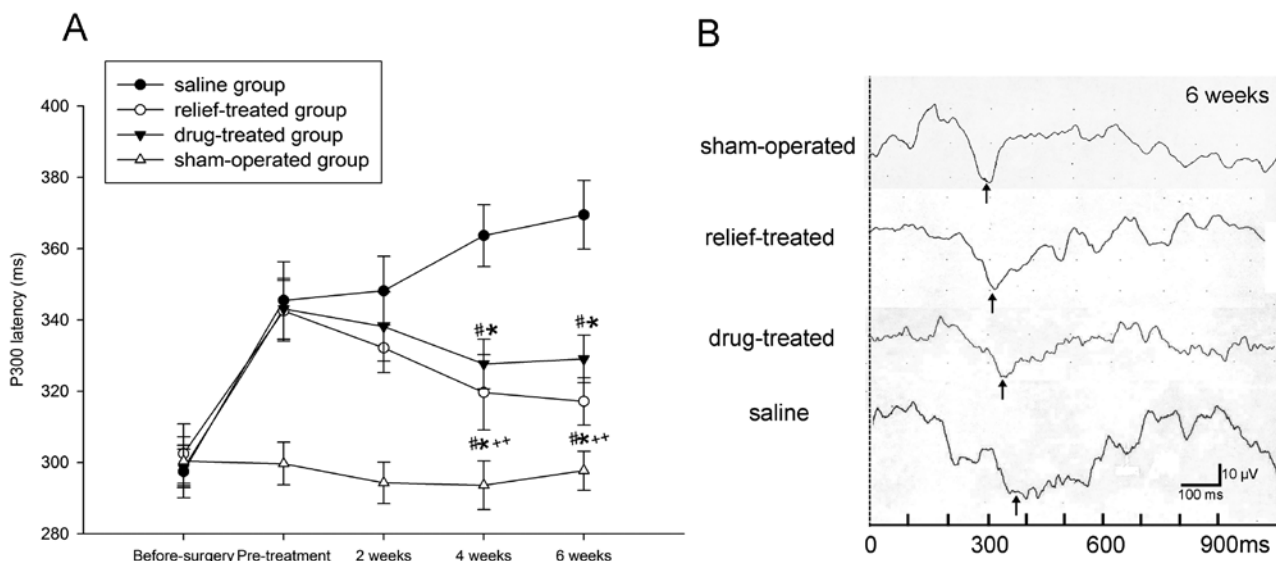 A
saline group
relief-treated group
drug-treated group
sham-operated group
P300 latency (ms)
400
380
360
340
320
300
280
#*
#*
#*++
#*++
Before-surgery Pre-treatment 2 weeks 4 weeks 6 weeks
B
6 weeks
sham-operated
relief-treated
drug-treated
saline
10 μV
100 ms
0 300 600 900ms